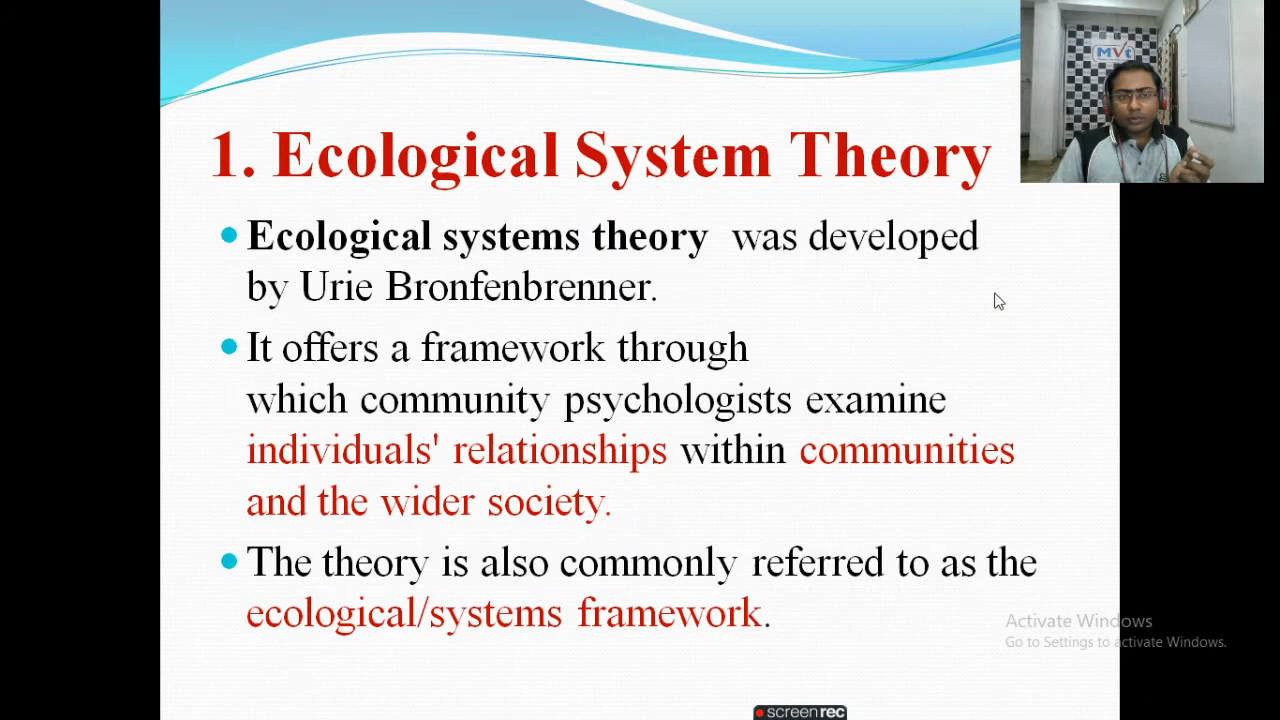 MVt
1. Ecological System Theory
• Ecological systems theory was developed
by Urie Bronfenbrenner.
• It offers a framework through
which community psychologists examine
individuals' relationships within communities
and the wider society.
• The theory is also commonly referred to as the
ecological/systems framework.
Activate Windows
Go to Settings to activate Windows.
screenrec